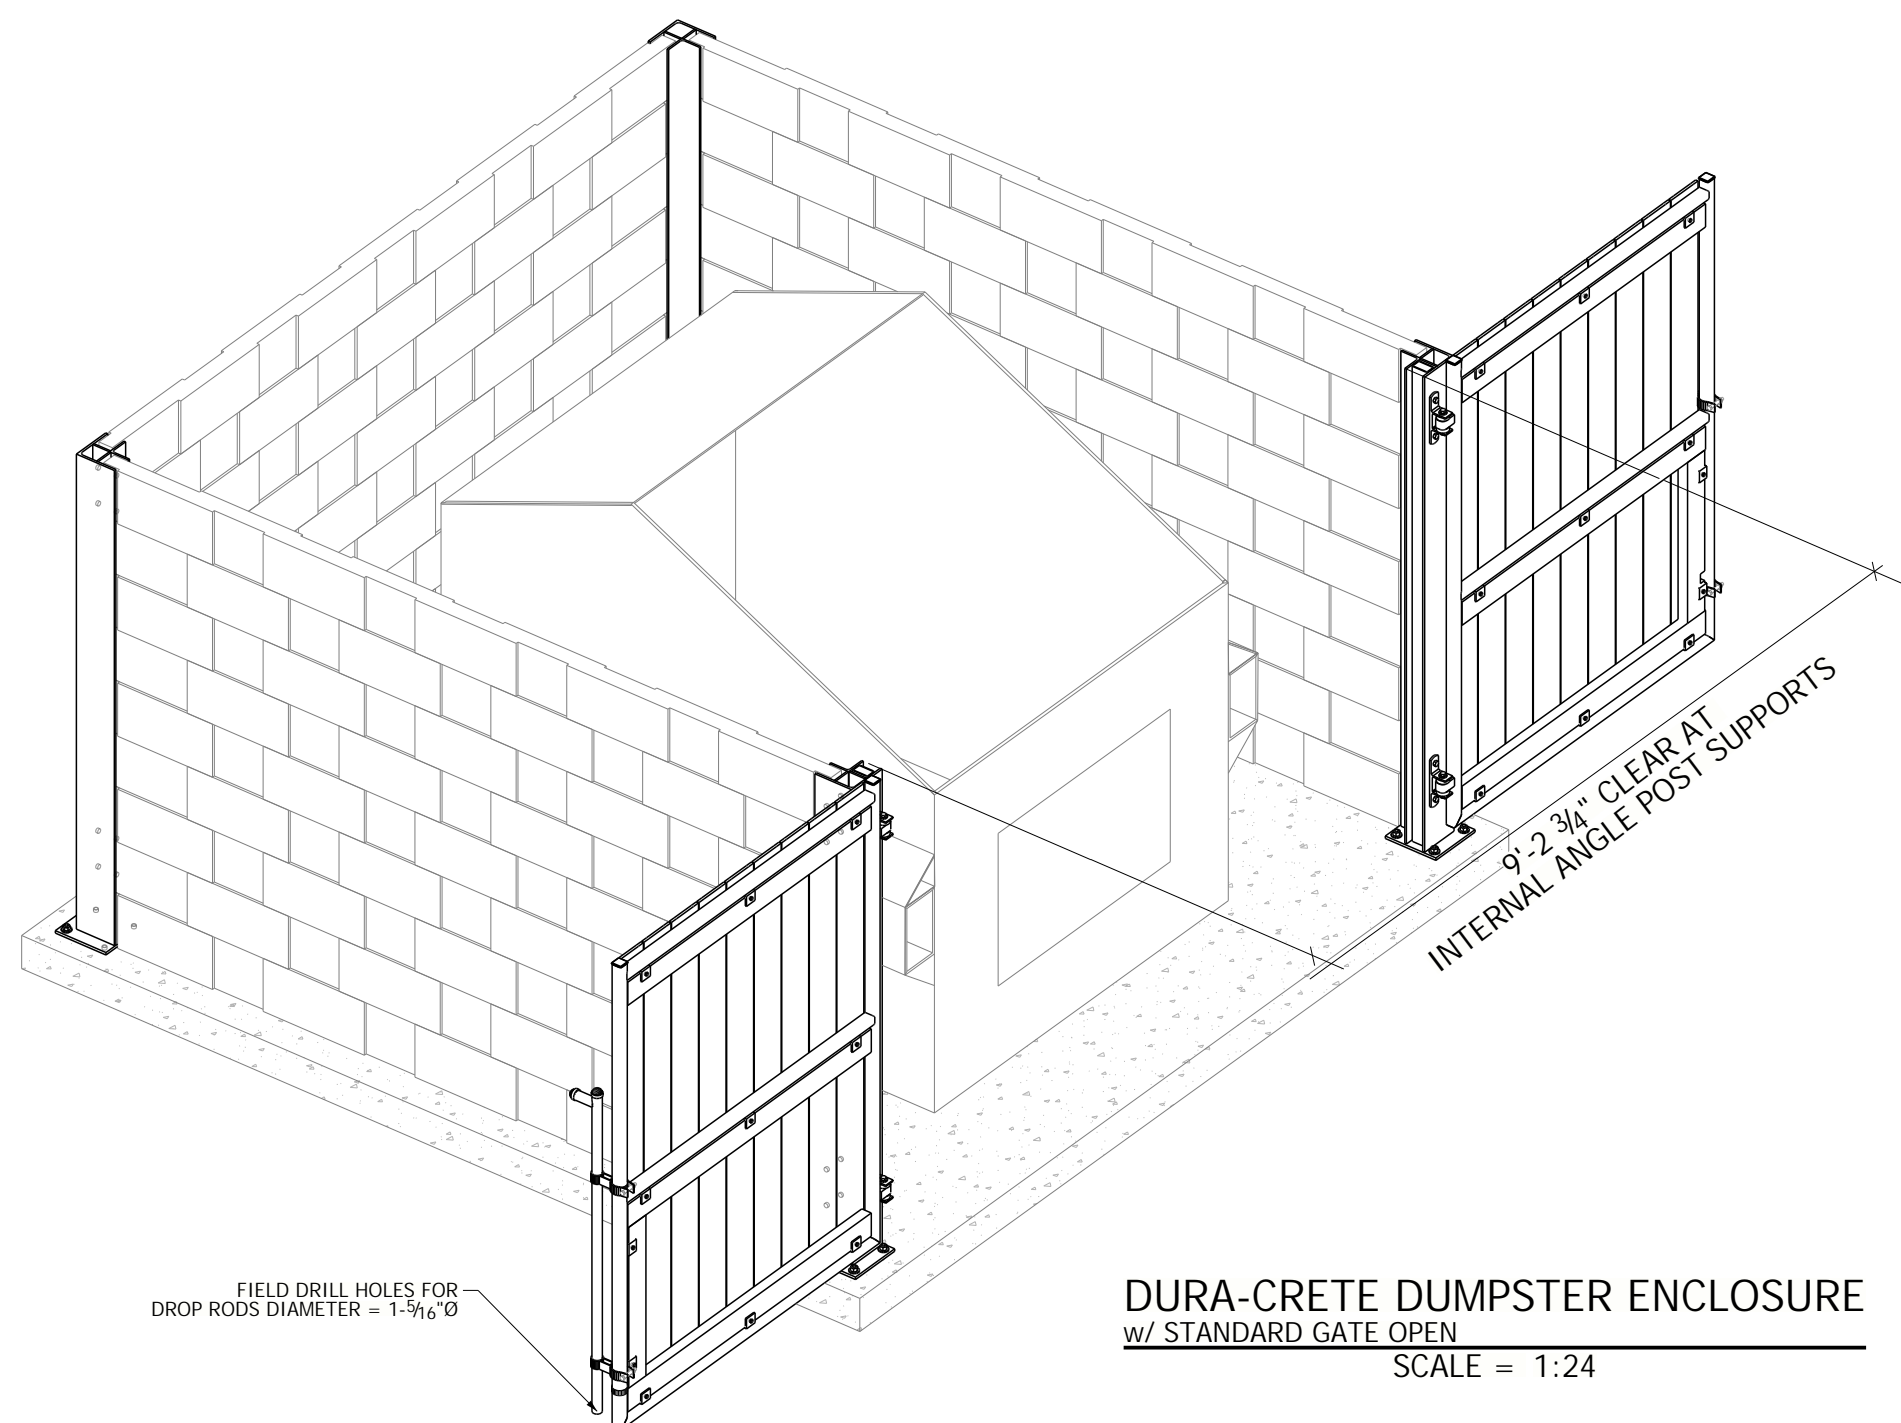 9'-2 3/4" CLEAR AT
INTERNAL ANGLE POST SUPPORTS
FIELD DRILL HOLES FOR
DROP RODS DIAMETER = 1-5/16"Ø
DURA-CRETE DUMPSTER ENCLOSURE
w/ STANDARD GATE OPEN
SCALE = 1:24